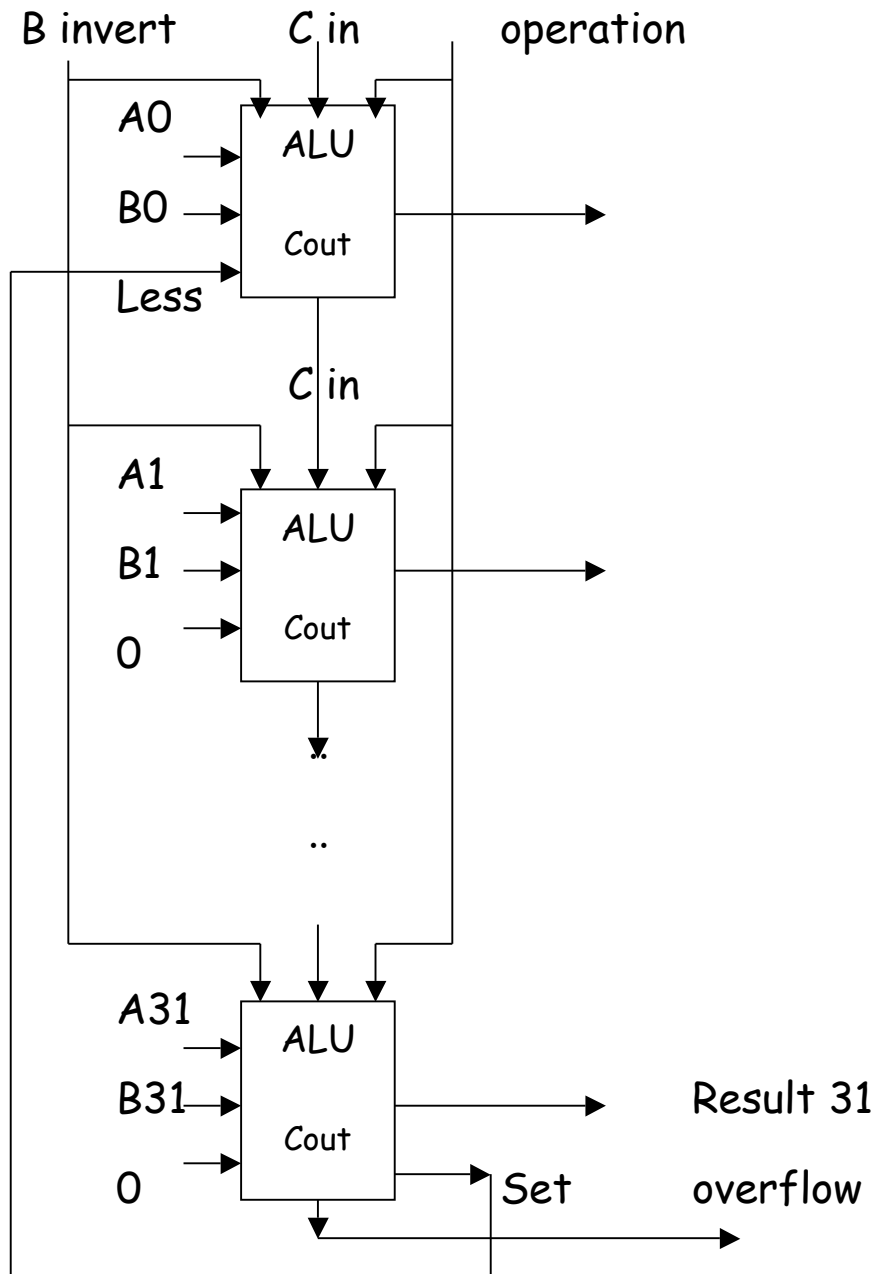 B invert C in operation
A0
ALU
B0
Cout
Less
C in
A1
ALU
B1
Cout
0
..
..
A31
ALU
B31
Result 31
Cout
0
Set
overflow